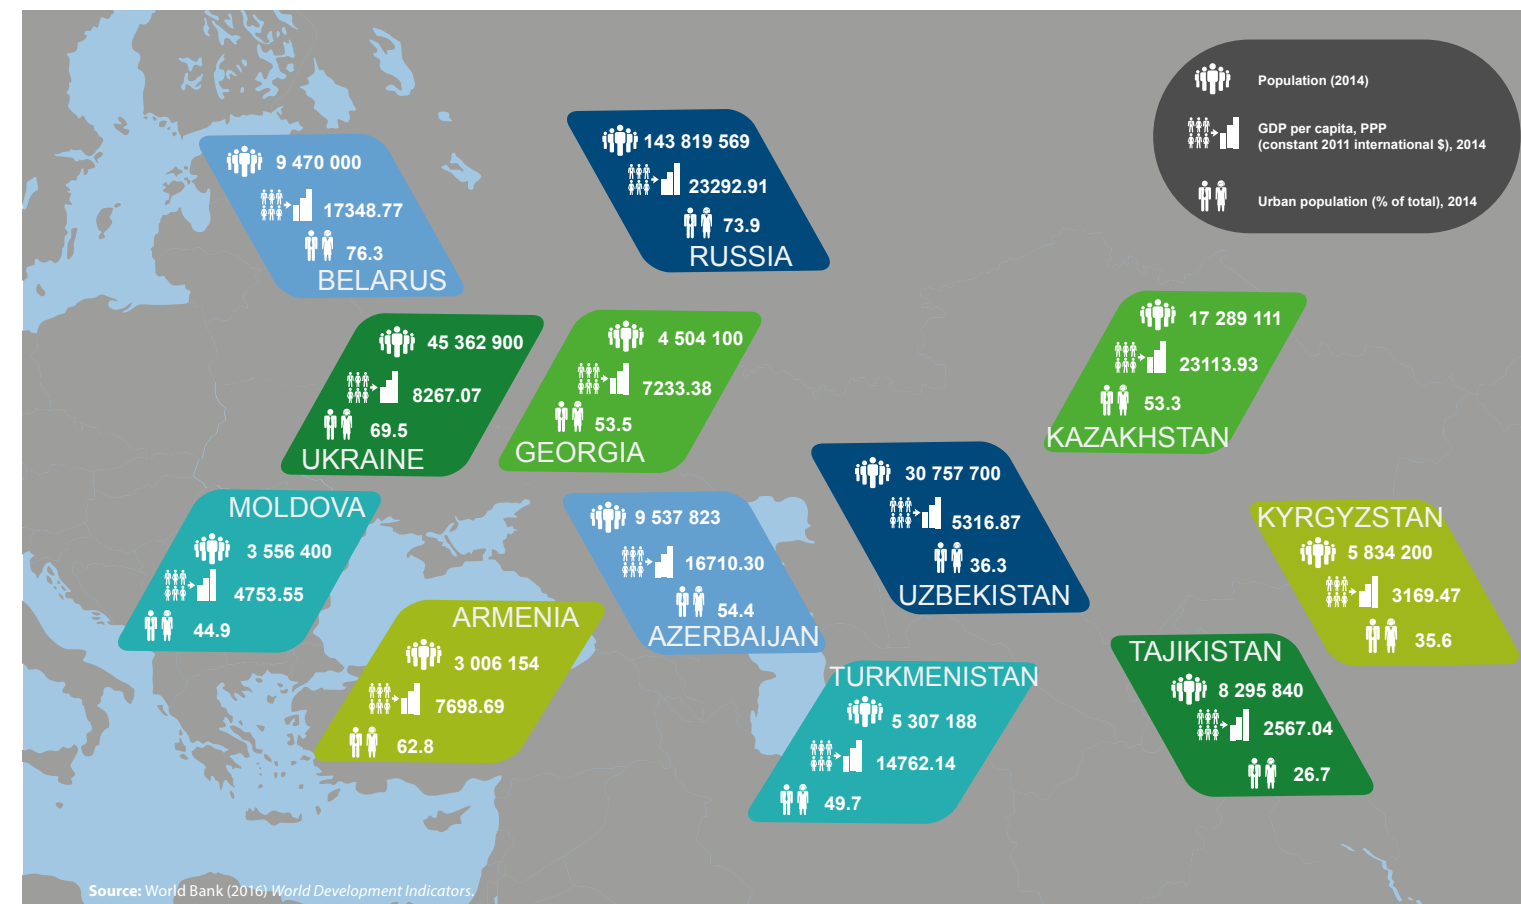 Population (2014)
GDP per capita, PPP
(constant 2011 international $), 2014
Urban population (% of total), 2014
9 470 000
17348.77
76.3
BELARUS
143 819 569
23292.91
73.9
RUSSIA
45 362 900
8267.07
69.5
UKRAINE
4 504 100
7233.38
53.5
GEORGIA
17 289 111
23113.93
53.3
KAZAKHSTAN
MOLDOVA
3 556 400
4753.55
44.9
9 537 823
16710.30
54.4
AZERBAIJAN
30 757 700
5316.87
36.3
UZBEKISTAN
KYRGYZSTAN
5 834 200
3169.47
35.6
ARMENIA
3 006 154
7698.69
62.8
TURKMENISTAN
5 307 188
14762.14
49.7
TAJIKISTAN
8 295 840
2567.04
26.7
Source: World Bank (2016) World Development Indicators.